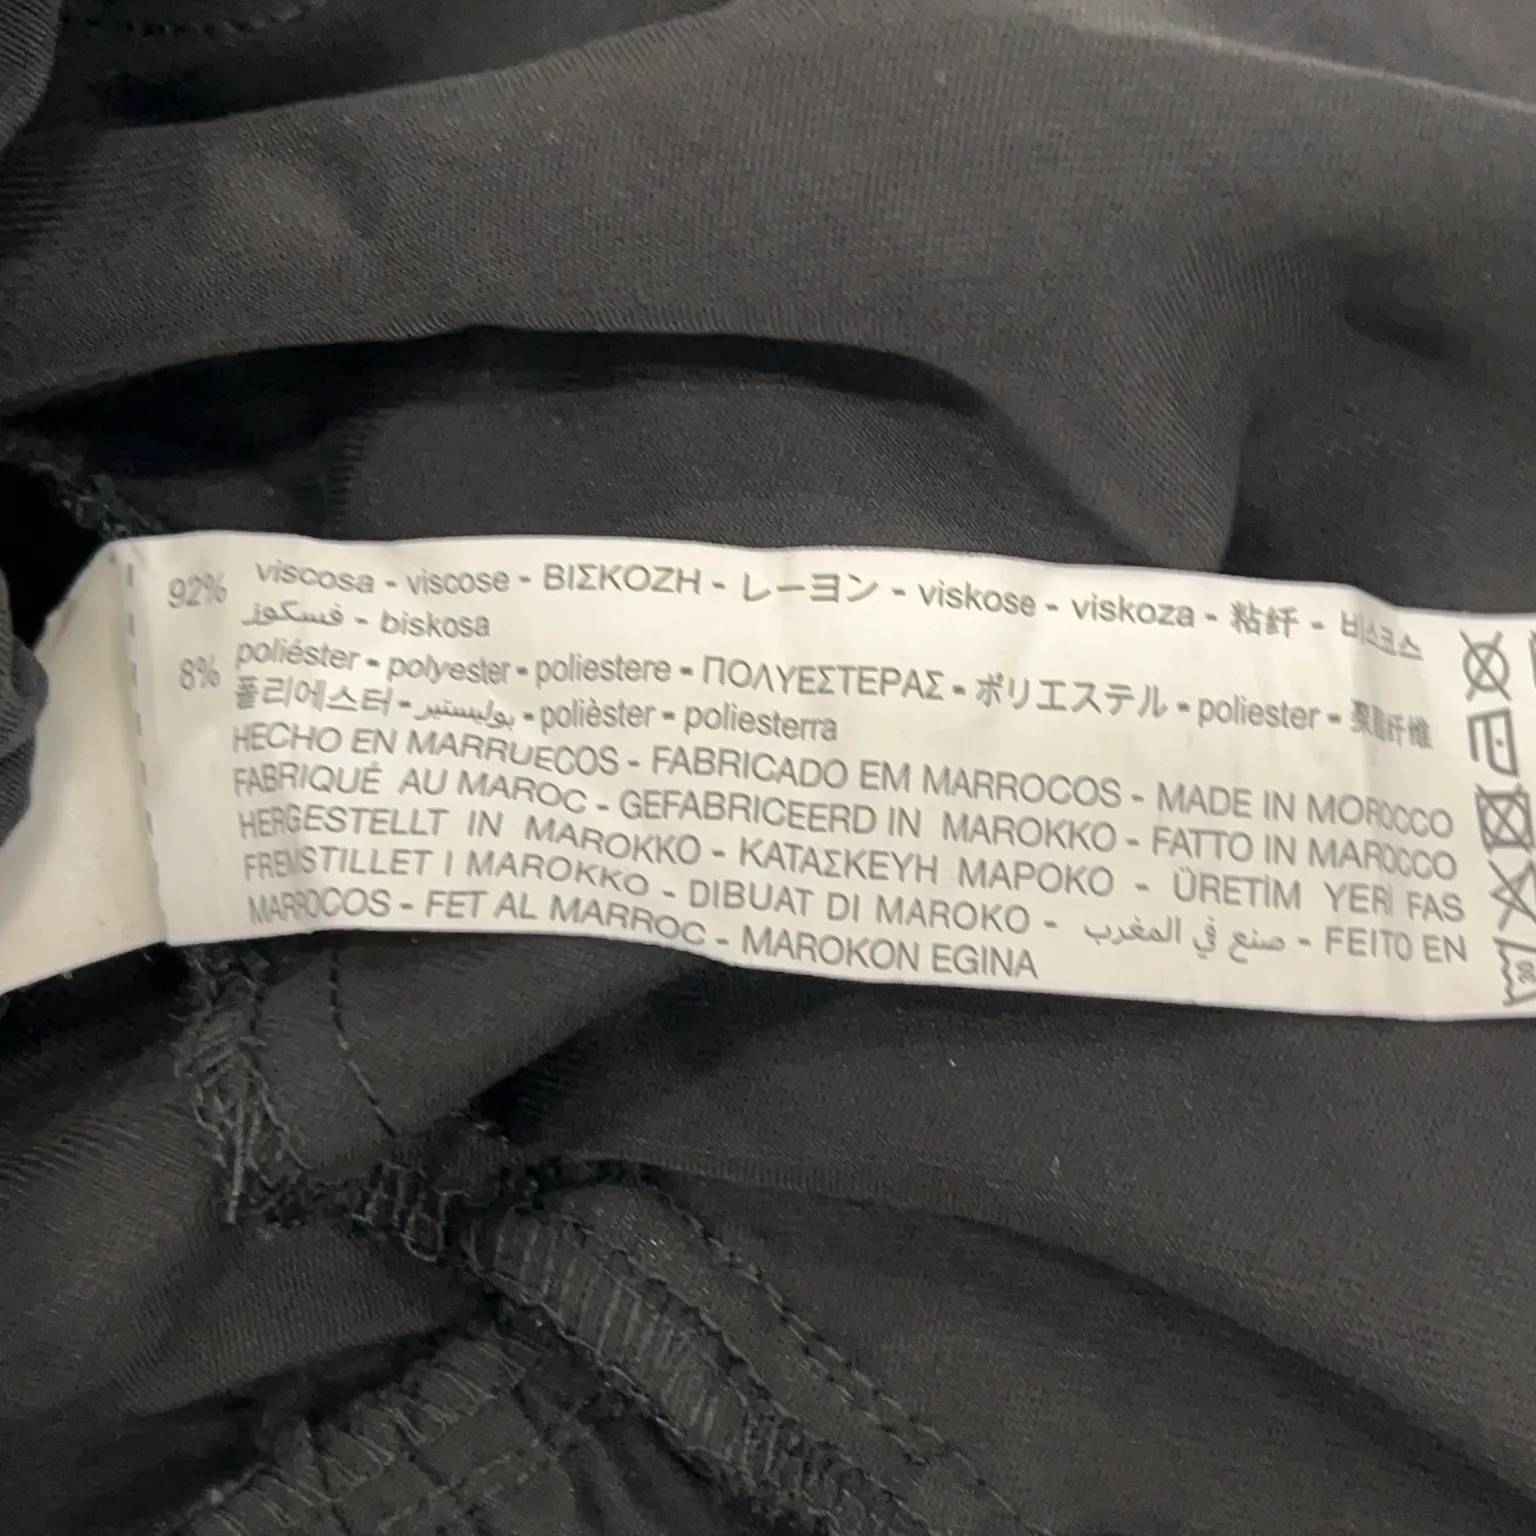 92% viscosa - viscose - ΒΙΣΚΟΖΗ - レーヨン - viskose - viskoza - 粘纤 - 비스코스
فسكوز - biskosa
8% poliéster - polyester - poliestere - ΠΟΛΥΕΣΤΕΡΑΣ - ポリエステル - poliester - 聚酯纤维
폴리에스터 - بوليستير - polièster - poliesterra
HECHO EN MARRUECOS - FABRICADO EM MARROCOS - MADE IN MOROCCO
FABRIQUÉ AU MAROC - GEFABRICEERD IN MAROKKO - FATTO IN MAROCCO
HERGESTELLT IN MAROKKO - ΚΑΤΑΣΚΕΥΗ ΜΑΡΟΚΟ - ÜRETİM YERİ FAS
FREMSTILLET I MAROKKO - DIBUAT DI MAROKO - صنع في المغرب - FEITO EN
MARROCOS - FET AL MARROC - MAROKON EGINA